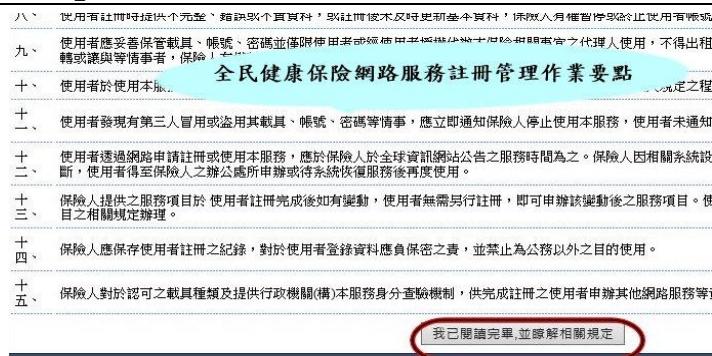 八、 使用者註冊時提供不完整、錯誤或不實資料，或註冊後未及時更新基本資料，保險人有權暫停或終止使用者帳號
九、 使用者應妥善保管載具、帳號、密碼並僅限使用者或經使用者授權代辦本保險相關事宜之代理人使用，不得出租
轉或讓與等情事者，保險人
全民健康保險網路服務註冊管理作業要點
十、 使用者於使用本服 規定之程
十一、 使用者發現有第三人冒用或盜用其載具、帳號、密碼等情事，應立即通知保險人停止使用本服務，使用者未通知
十二、 使用者透過網路申請註冊或使用本服務，應於保險人於全球資訊網站公告之服務時間為之。保險人因相關系統設
斷，使用者得至保險人之辦公處所申辦或待系統恢復服務後再度使用。
十三、 保險人提供之服務項目於 使用者註冊完成後如有變動，使用者無需另行註冊，即可申辦該變動後之服務項目。使
目之相關規定辦理。
十四、 保險人應保存使用者註冊之紀錄，對於使用者登錄資料應負保密之責，並禁止為公務以外之目的使用。
十五、 保險人對於認可之載具種類及提供行政機關(構)本服務身分查驗機制，供完成註冊之使用者申辦其他網路服務等
我已閱讀完畢,並瞭解相關規定